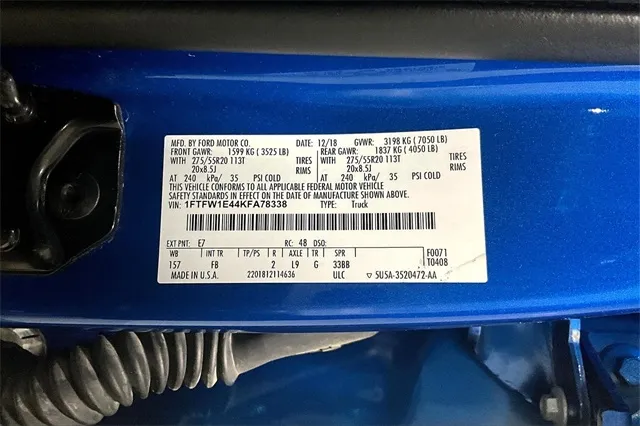 MFD. BY FORD MOTOR CO. DATE: 12/18 GVWR: 3198 KG (7050 LB)
FRONT GAWR: 1599 KG (3525 LB) REAR GAWR: 1837 KG (4050 LB)
WITH 275/55R20 113T TIRES WITH 275/55R20 113T TIRES
20x8.5J RIMS 20x8.5J RIMS
AT 240 kPa/ 35 PSI COLD AT 240 kPa/ 35 PSI COLD
THIS VEHICLE CONFORMS TO ALL APPLICABLE FEDERAL MOTOR VEHICLE
SAFETY STANDARDS IN EFFECT ON THE DATE OF MANUFACTURE SHOWN ABOVE.
VIN: 1FTFW1E44KFA78338 TYPE: Truck
EXT PNT: E7 RC: 48 DSO:
WB INT TR TP/PS R AXLE TR SPR F0071
157 FB 2 L9 G 33BB T0408
MADE IN U.S.A. 2201812114636 ULC 5U5A-3520472-AA